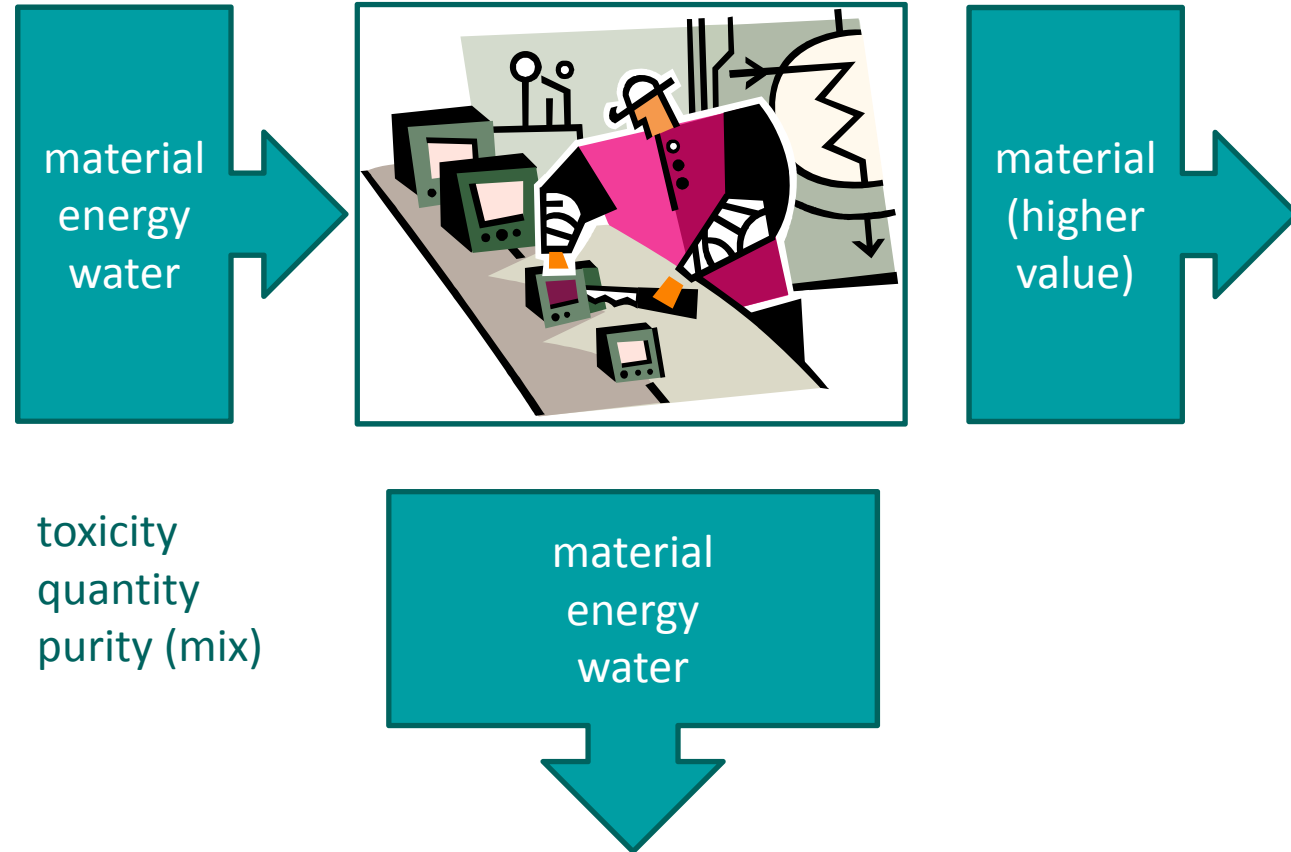 material
energy
water
material
(higher
value)
toxicity
quantity
purity (mix)
material
energy
water